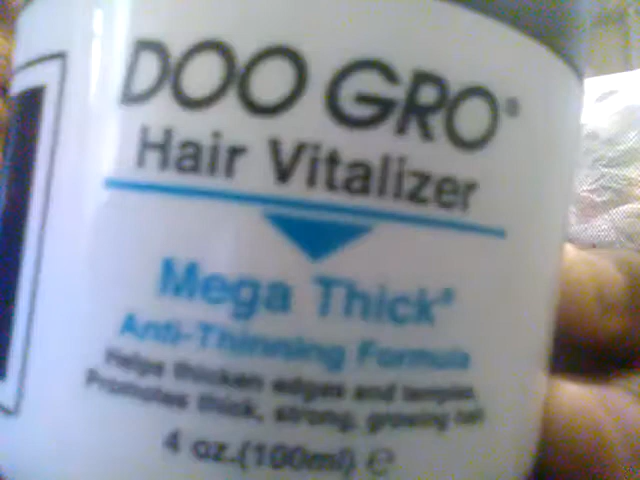 DOO GRO®
Hair Vitalizer
Mega Thick®
Anti-Thinning Formula
Helps thicken edges and temples.
Promotes thick, strong, growing hair
4 oz.(100ml) ℮